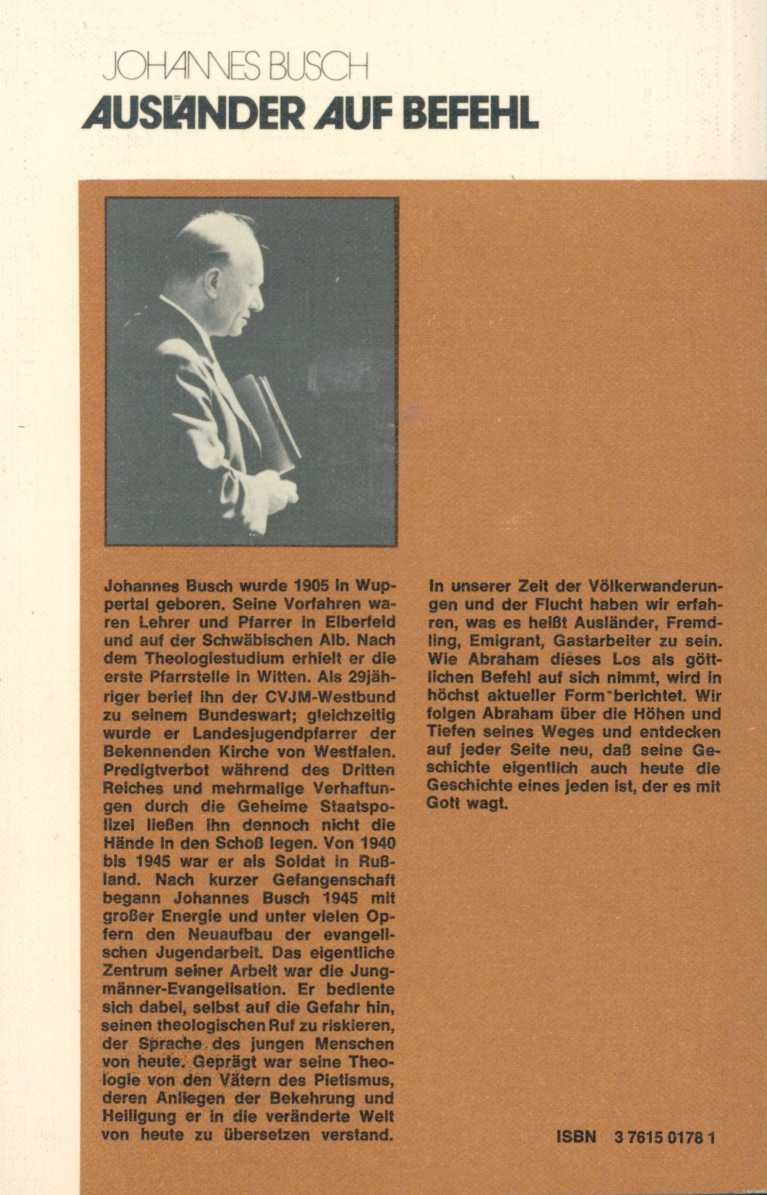 JOHANNES BUSCH
AUSLÄNDER AUF BEFEHL
Johannes Busch wurde 1905 in Wup-
pertal geboren. Seine Vorfahren wa-
ren Lehrer und Pfarrer in Elberfeld
und auf der Schwäbischen Alb. Nach
dem Theologiestudium erhielt er die
erste Pfarrstelle in Witten. Als 29jäh-
riger berief ihn der CVJM-Westbund
zu seinem Bundeswart; gleichzeitig
wurde er Landesjugendpfarrer der
Bekennenden Kirche von Westfalen.
Predigtverbot während des Dritten
Reiches und mehrmalige Verhaftun-
gen durch die Geheime Staatspo-
lizei ließen ihn dennoch nicht die
Hände in den Schoß legen. Von 1940
bis 1945 war er als Soldat in Ruß-
land. Nach kurzer Gefangenschaft
begann Johannes Busch 1945 mit
großer Energie und unter vielen Op-
fern den Neuaufbau der evangeli-
schen Jugendarbeit. Das eigentliche
Zentrum seiner Arbeit war die Jung-
männer-Evangelisation. Er bediente
sich dabei, selbst auf die Gefahr hin,
seinen theologischen Ruf zu riskieren,
der Sprache des jungen Menschen
von heute. Geprägt war seine Theo-
logie von den Vätern des Pietismus,
deren Anliegen der Bekehrung und
Heiligung er in die veränderte Welt
von heute zu übersetzen verstand.
In unserer Zeit der Völkerwanderun-
gen und der Flucht haben wir erfah-
ren, was es heißt Ausländer, Fremd-
ling, Emigrant, Gastarbeiter zu sein.
Wie Abraham dieses Los als gött-
lichen Befehl auf sich nimmt, wird in
höchst aktueller Form berichtet. Wir
folgen Abraham über die Höhen und
Tiefen seines Weges und entdecken
auf jeder Seite neu, daß seine Ge-
schichte eigentlich auch heute die
Geschichte eines jeden ist, der es mit
Gott wagt.
ISBN 3 7615 0178 1